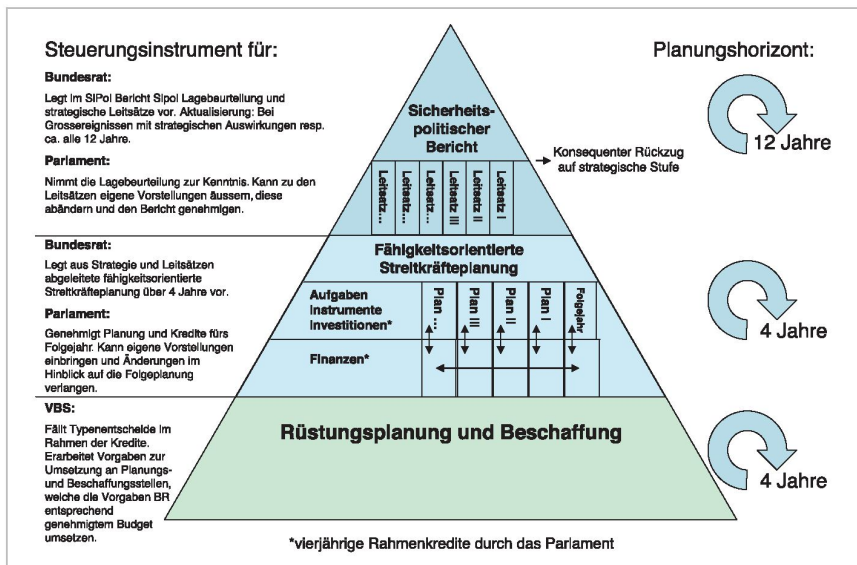 Steuerungsinstrument für:
Bundesrat:
Legt im SiPol Bericht Sipol Lagebeurteilung und
strategische Leitsätze vor. Aktualisierung: Bei
Grossereignissen mit strategischen Auswirkungen resp.
ca. alle 12 Jahre.
Parlament:
Nimmt die Lagebeurteilung zur Kenntnis. Kann zu den
Leitsätzen eigene Vorstellungen äussern, diese
abändern und den Bericht genehmigen.
Bundesrat:
Legt aus Strategie und Leitsätzen
abgeleitete fähigkeitsorientierte
Streitkräfteplanung über 4 Jahre vor.
Parlament:
Genehmigt Planung und Kredite fürs
Folgejahr. Kann eigene Vorstellungen
einbringen und Änderungen im
Hinblick auf die Folgeplanung
verlangen.
VBS:
Fällt Typenentscheide im
Rahmen der Kredite.
Erarbeitet Vorgaben zur
Umsetzung an Planungs-
und Beschaffungsstellen,
welche die Vorgaben BR
entsprechend
genehmigtem Budget
umsetzen.
Sicherheits-
politischer
Bericht
Leitsatz...
Leitsatz...
Leitsatz...
Leitsatz III
Leitsatz II
Leitsatz I
Konsequenter Rückzug
auf strategische Stufe
Fähigkeitsorientierte
Streitkräfteplanung
Aufgaben
Instrumente
Investitionen*
Plan ...
Plan III
Plan II
Plan I
Folgejahr
Finanzen*
Rüstungsplanung und Beschaffung
*vierjährige Rahmenkredite durch das Parlament
Planungshorizont:
12 Jahre
4 Jahre
4 Jahre